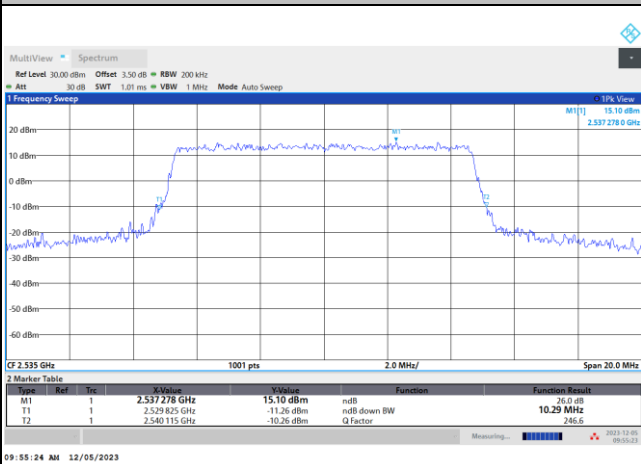 MultiView Spectrum
Ref Level 30.00 dBm Offset 3.50 dB RBW 200 kHz
Att 30 dB SWT 1.01 ms VBW 1 MHz Mode Auto Sweep
1 Frequency Sweep 1Pk View
M1[1] 15.10 dBm
2.537 278 0 GHz
M1
20 dBm
10 dBm
0 dBm
T1
T2
-10 dBm
-20 dBm
-30 dBm
-40 dBm
-50 dBm
-60 dBm
CF 2.535 GHz 1001 pts 2.0 MHz/ Span 20.0 MHz
2 Marker Table
Type Ref Trc X-Value Y-Value Function Function Result
M1 1 2.537 278 GHz 15.10 dBm ndB 26.0 dB
T1 1 2.529 825 GHz -11.26 dBm ndB down BW 10.29 MHz
T2 1 2.540 115 GHz -10.26 dBm Q Factor 246.6
Measuring... 2023-12-05
09:55:23
09:55:24 AM 12/05/2023